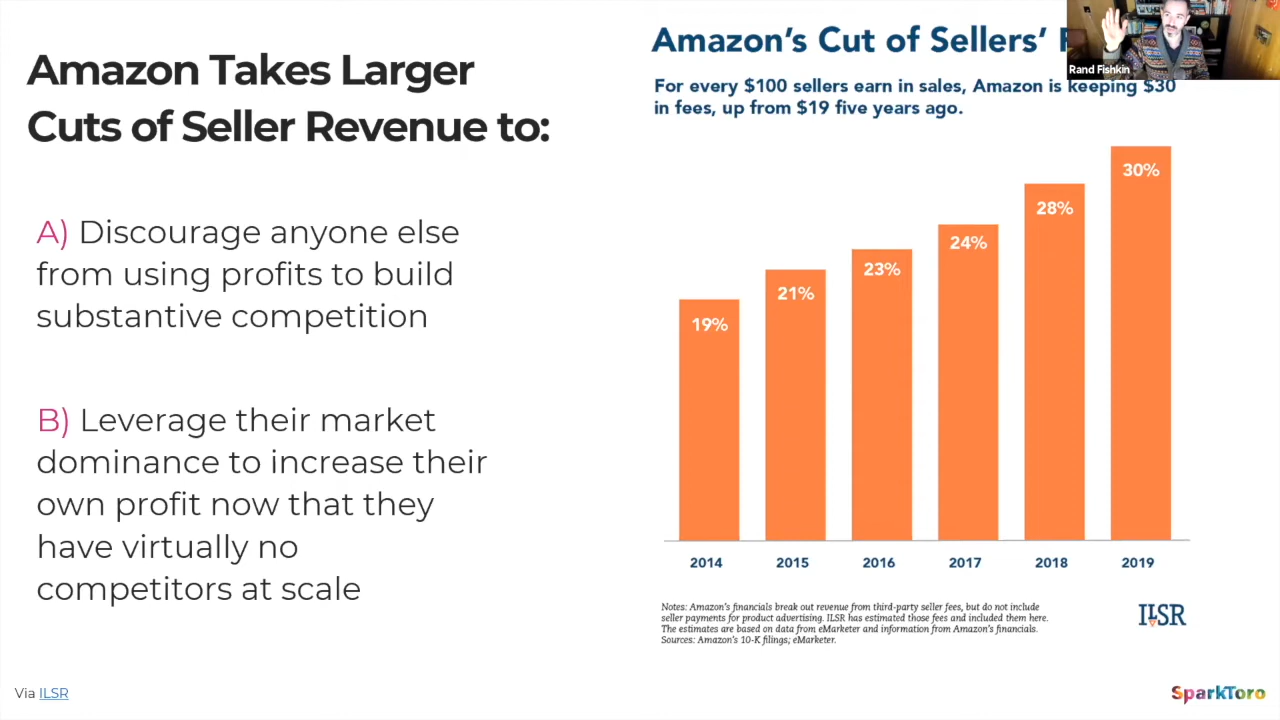 Amazon Takes Larger
Cuts of Seller Revenue to:
A) Discourage anyone else
from using profits to build
substantive competition
B) Leverage their market
dominance to increase their
own profit now that they
have virtually no
competitors at scale
Via ILSR
Amazon's Cut of Sellers'
Rand Fishkin
For every $100 sellers earn in sales, Amazon is keeping $30
in fees, up from $19 five years ago.
19%
21%
23%
24%
28%
30%
2014
2015
2016
2017
2018
2019
Notes: Amazon's financials break out revenue from third-party seller fees, but do not include
seller payments for product advertising. ILSR has estimated those fees and included them here.
The estimates are based on data from eMarketer and information from Amazon's financials.
Sources: Amazon's 10-K filings; eMarketer.
ILSR
SparkToro